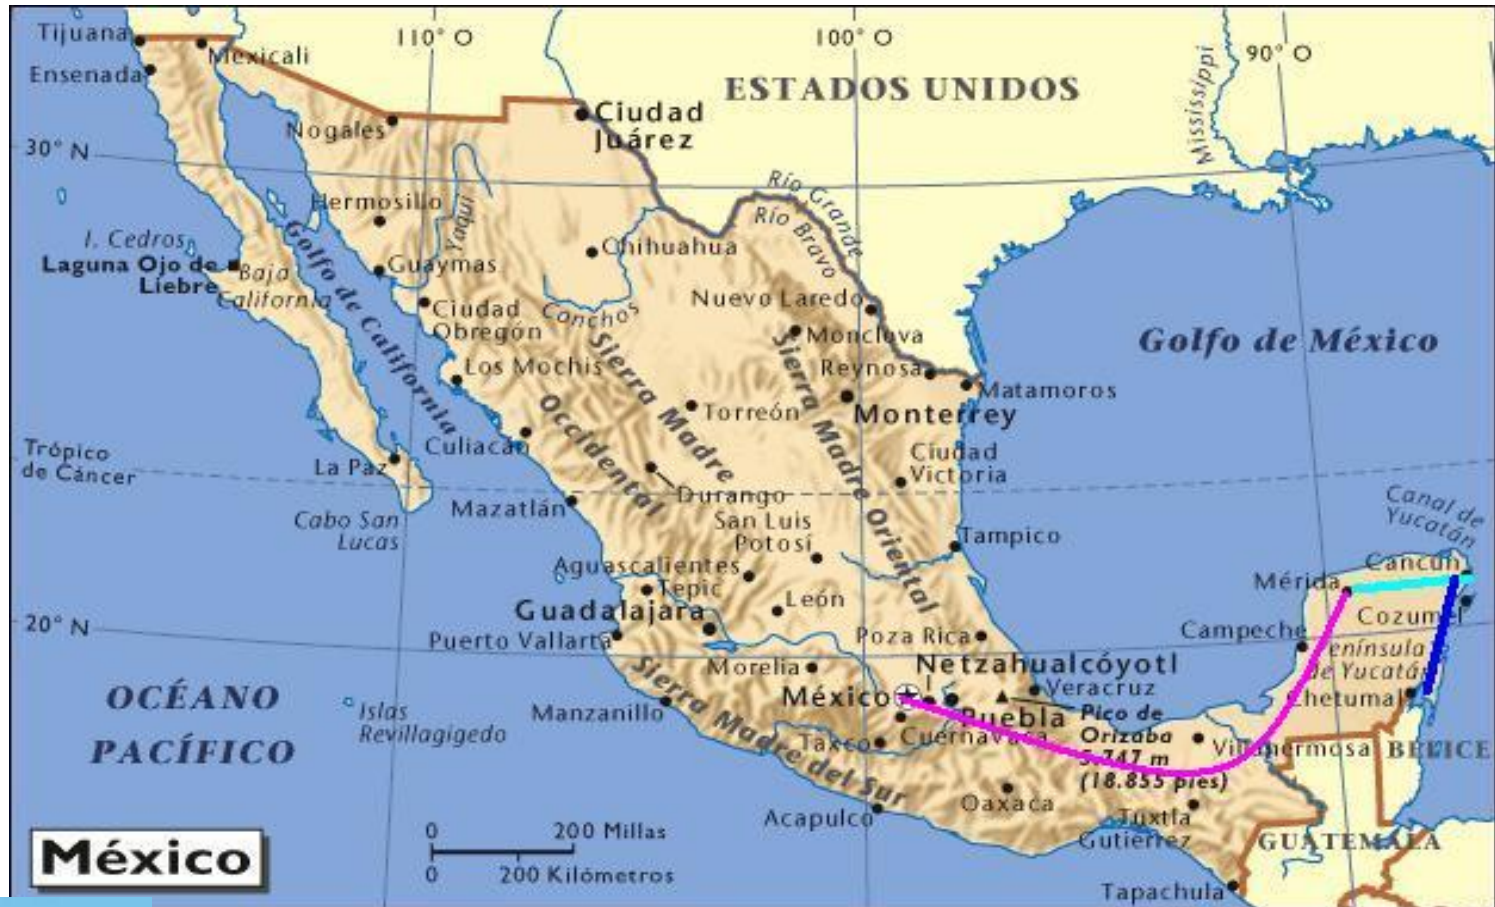 Tijuana
Mexicali
Ensenada
110° O
100° O
90° O
ESTADOS UNIDOS
Mississippi
Nogales
Ciudad
Juárez
30° N
Hermosillo
Yaqui
Río Grande
Río Bravo
I. Cedros
Laguna Ojo de
Liebre
Baja
California
Golfo de California
Guaymas
Chihuahua
Ciudad
Obregón
Conchos
Nuevo Laredo
Monclova
Golfo de México
Los Mochis
Sierra Madre
Occidental
Sierra Madre Oriental
Reynosa
Matamoros
Torreón
Monterrey
Culiacán
Trópico
de Cáncer
La Paz
Ciudad
Victoria
Durango
Mazatlán
Cabo San
Lucas
San Luis
Potosí
Tampico
Canal de
Yucatán
Aguascalientes
Tepic
Cancún
Mérida
Guadalajara
León
Cozumel
20° N
Puerto Vallarta
Poza Rica
Campeche
Península
de Yucatán
Morelia
Netzahualcóyotl
OCÉANO
PACÍFICO
Islas
Revillagigedo
Manzanillo
México
Veracruz
Chetumal
Puebla
Pico de
Orizaba
5.747 m
(18.855 pies)
Sierra Madre del Sur
Taxco
Cuernavaca
Villahermosa
BELICE
Oaxaca
Acapulco
Tuxtla
Gutiérrez
GUATEMALA
0 200 Millas
0 200 Kilómetros
México
Tapachula